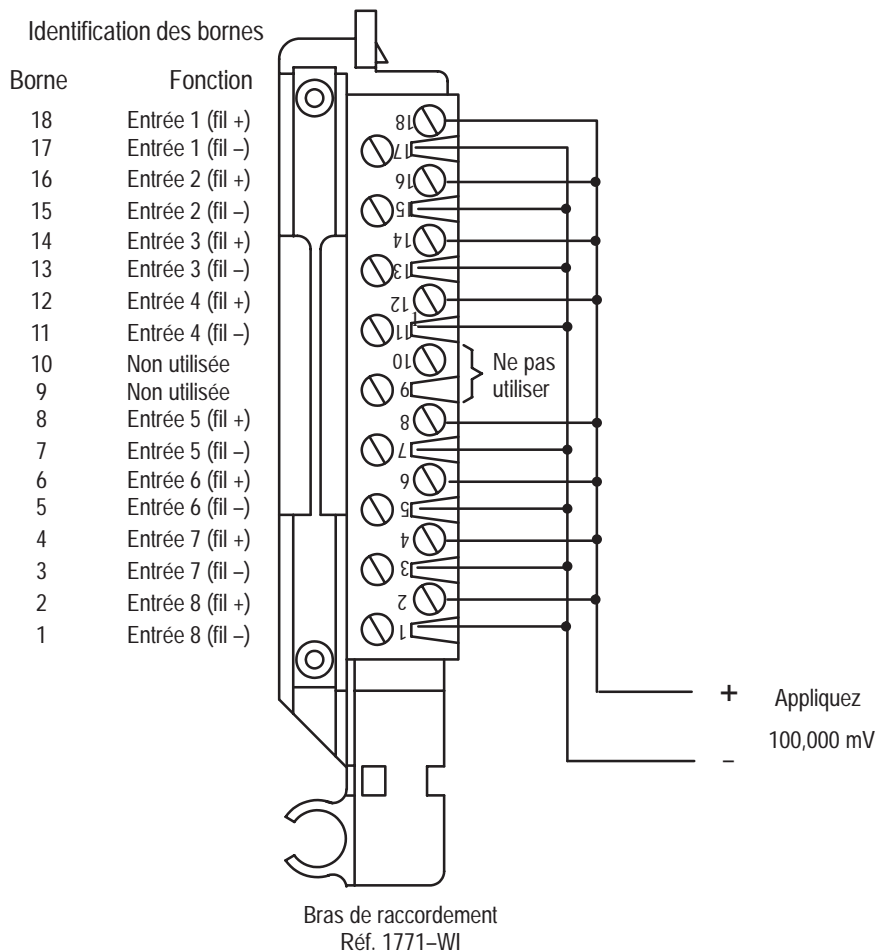 Identification des bornes
Borne Fonction
18 Entrée 1 (fil +)
17 Entrée 1 (fil –)
16 Entrée 2 (fil +)
15 Entrée 2 (fil –)
14 Entrée 3 (fil +)
13 Entrée 3 (fil –)
12 Entrée 4 (fil +)
11 Entrée 4 (fil –)
10 Non utilisée
9 Non utilisée
8 Entrée 5 (fil +)
7 Entrée 5 (fil –)
6 Entrée 6 (fil +)
5 Entrée 6 (fil –)
4 Entrée 7 (fil +)
3 Entrée 7 (fil –)
2 Entrée 8 (fil +)
1 Entrée 8 (fil –)
18
17
16
15
14
13
12
11
10
9
8
7
6
5
4
3
2
1
Ne pas
utiliser
+ Appliquez
100,000 mV
–
Bras de raccordement
Réf. 1771–WI